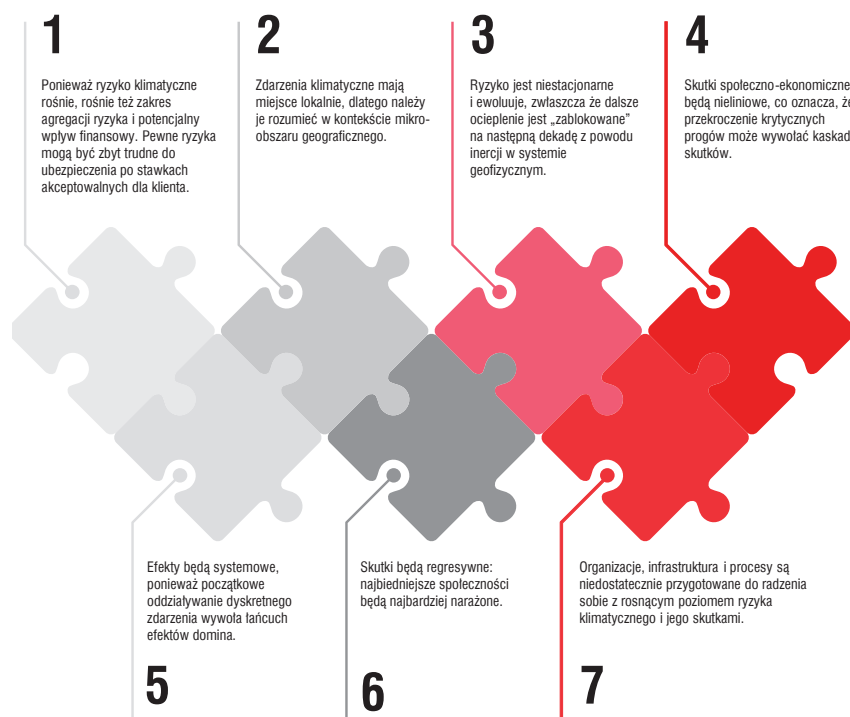 1
Ponieważ ryzyko klimatyczne
rośnie, rośnie też zakres
agregacji ryzyka i potencjalny
wpływ finansowy. Pewne ryzyka
mogą być zbyt trudne do
ubezpieczenia po stawkach
akceptowalnych dla klienta.
2
Zdarzenia klimatyczne mają
miejsce lokalnie, dlatego należy
je rozumieć w kontekście mikro-
obszaru geograficznego.
3
Ryzyko jest niestacjonarne
i ewoluuje, zwłaszcza że dalsze
ocieplenie jest „zablokowane”
na następną dekadę z powodu
inercji w systemie
geofizycznym.
4
Skutki społeczno-ekonomiczne
będą nieliniowe, co oznacza,
przekroczenie krytycznych
progów może wywołać
skutków.
Efekty będą systemowe,
ponieważ początkowe
oddziaływanie dyskretnego
zdarzenia wywoła łańcuch
efektów domina.
5
Skutki będą regresywne:
najbiedniejsze społeczności
będą najbardziej narażone.
6
Organizacje, infrastruktura i procesy są
niedostatecznie przygotowane do radzenia
sobie z rosnącym poziomem ryzyka
klimatycznego i jego skutkami.
7